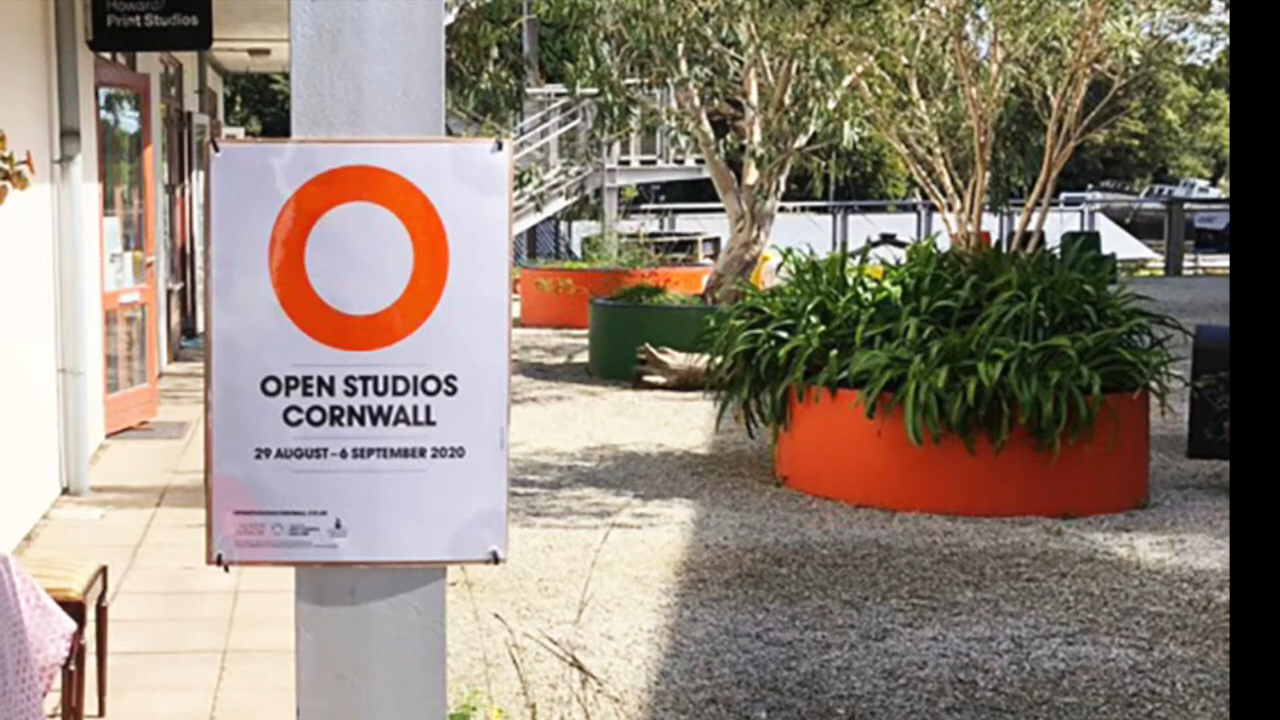 Howard/
Print Studios
OPEN STUDIOS
CORNWALL
29 AUGUST – 6 SEPTEMBER 2020